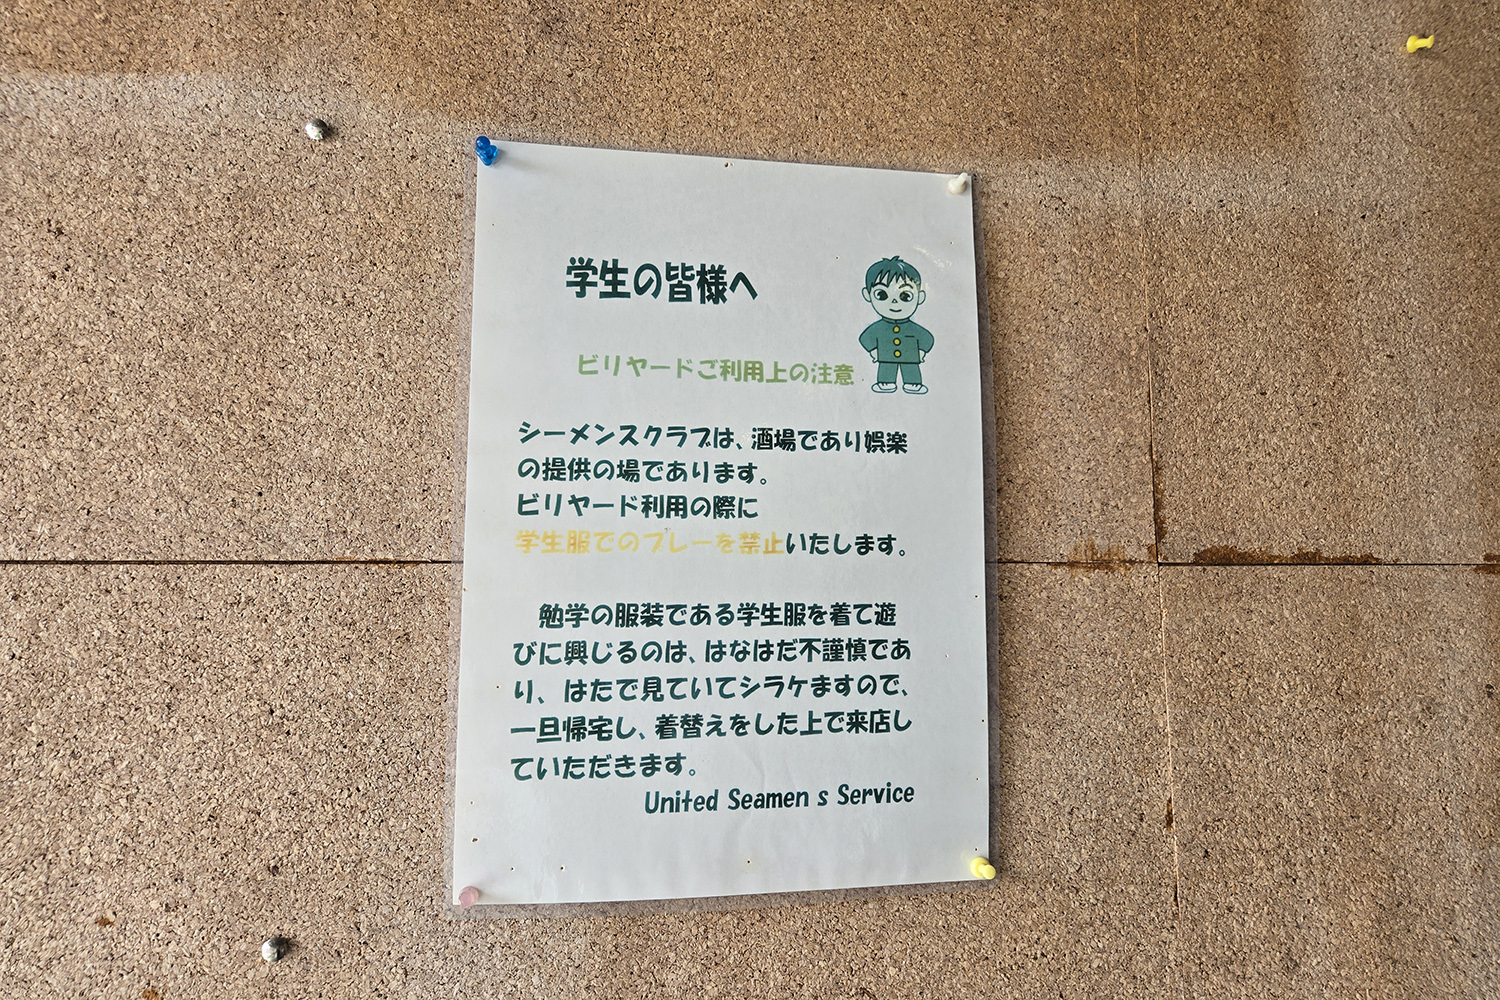 学生の皆様へ
ビリヤードご利用上の注意
シーメンスクラブは、酒場であり娯楽
の提供の場であります。
ビリヤード利用の際に
学生服でのプレーを禁止いたします。
勉学の服装である学生服を着て遊
びに興じるのは、はなはだ不謹慎であ
り、はたで見ていてシラケますので、
一旦帰宅し、着替えをした上で来店し
ていただきます。
United Seamen s Service